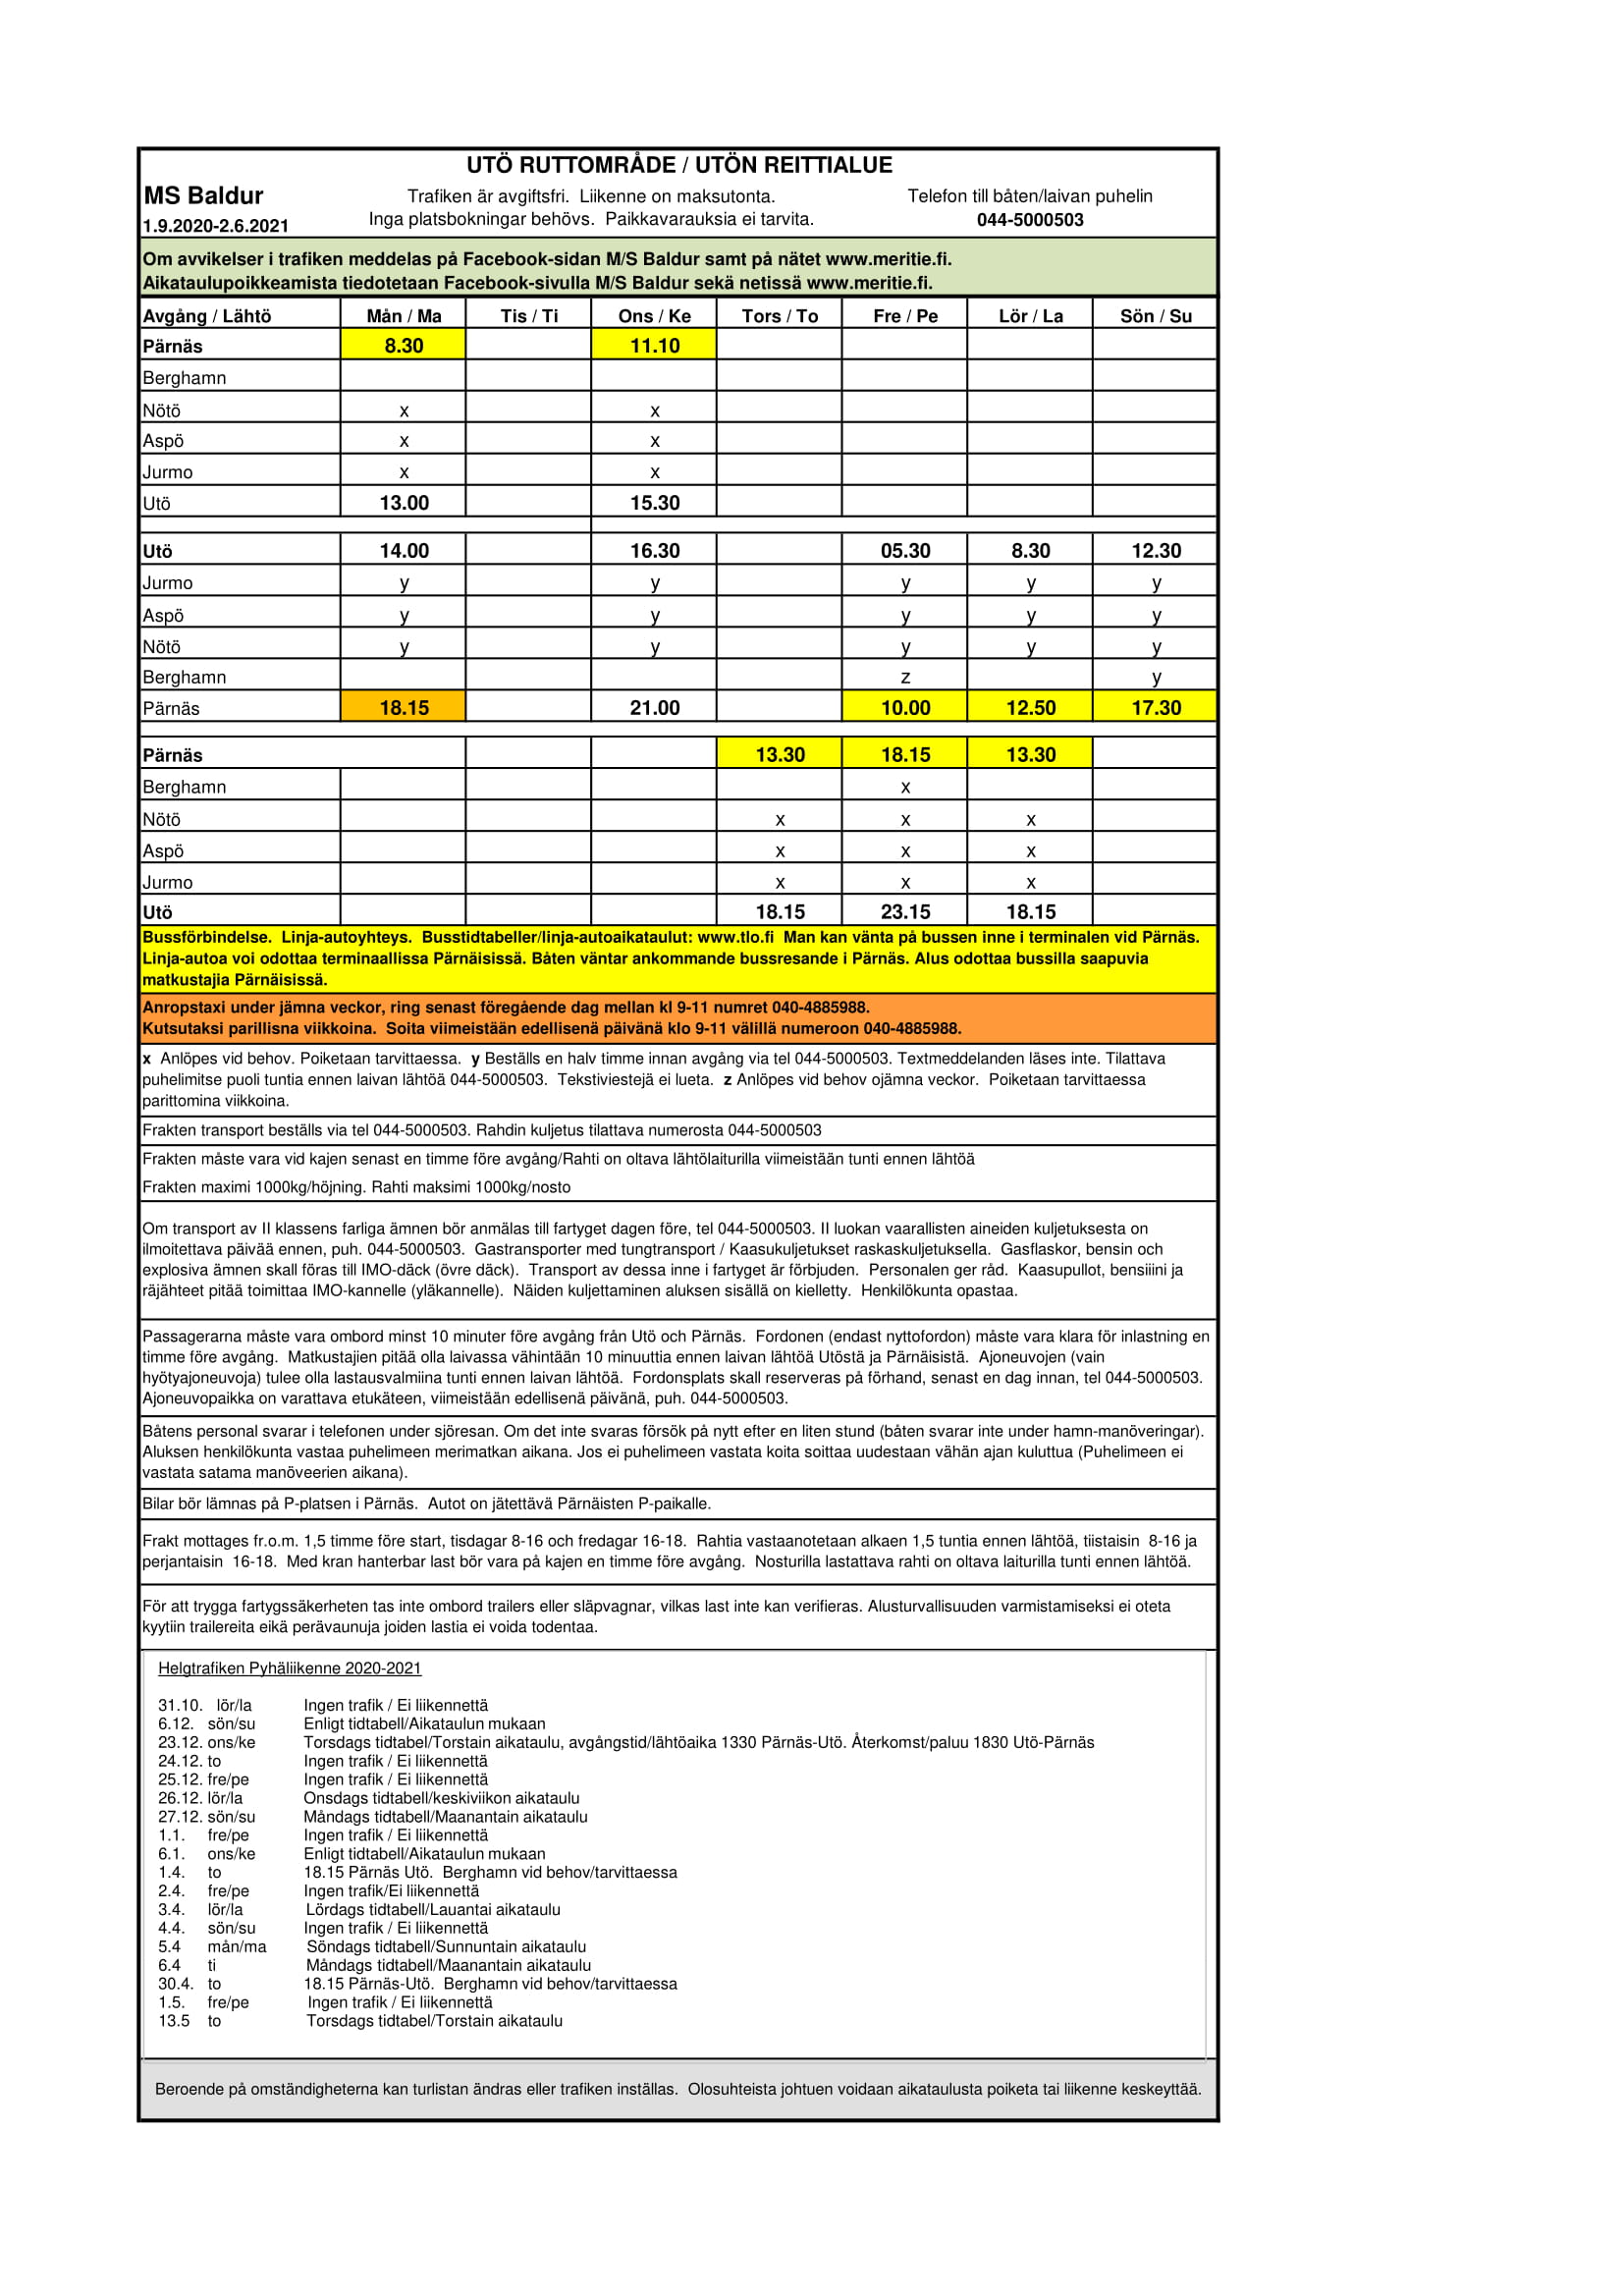 UTÖ RUTTOMRÅDE / UTÖN REITTIALUE
MS Baldur Trafiken är avgiftsfri. Liikenne on maksutonta. Telefon till båten/laivan puhelin
1.9.2020-2.6.2021 Inga platsbokningar behövs. Paikkavarauksia ei tarvita. 044-5000503
Om avvikelser i trafiken meddelas på Facebook-sidan M/S Baldur samt på nätet www.meritie.fi.
Aikataulupoikkeamista tiedotetaan Facebook-sivulla M/S Baldur sekä netissä www.meritie.fi.
Avgång / Lähtö Mån / Ma Tis / Ti Ons / Ke Tors / To Fre / Pe Lör / La Sön / Su
Pärnäs 8.30 11.10
Berghamn
Nötö x x
Aspö x x
Jurmo x x
Utö 13.00 15.30
Utö 14.00 16.30 05.30 8.30 12.30
Jurmo y y y y y
Aspö y y y y y
Nötö y y y y y
Berghamn z y
Pärnäs 18.15 21.00 10.00 12.50 17.30
Pärnäs 13.30 18.15 13.30
Berghamn x
Nötö x x x
Aspö x x x
Jurmo x x x
Utö 18.15 23.15 18.15
Bussförbindelse. Linja-autoyhteys. Busstidtabeller/linja-autoaikataulut: www.tlo.fi Man kan vänta på bussen inne i terminalen vid Pärnäs.
Linja-autoa voi odottaa terminaallissa Pärnäisissä. Båten väntar ankommande bussresande i Pärnäs. Alus odottaa bussilla saapuvia
matkustajia Pärnäisissä.
Anropstaxi under jämna veckor, ring senast föregående dag mellan kl 9-11 numret 040-4885988.
Kutsutaksi parillisna viikkoina. Soita viimeistään edellisenä päivänä klo 9-11 välillä numeroon 040-4885988.
x Anlöpes vid behov. Poiketaan tarvittaessa. y Beställs en halv timme innan avgång via tel 044-5000503. Textmeddelanden läses inte. Tilattava
puhelimitse puoli tuntia ennen laivan lähtöä 044-5000503. Tekstiviestejä ei lueta. z Anlöpes vid behov ojämna veckor. Poiketaan tarvittaessa
parittomina viikkoina.
Frakten transport beställs via tel 044-5000503. Rahdin kuljetus tilattava numerosta 044-5000503
Frakten måste vara vid kajen senast en timme före avgång/Rahti on oltava lähtölaiturilla viimeistään tunti ennen lähtöä
Frakten maximi 1000kg/höjning. Rahti maksimi 1000kg/nosto
Om transport av II klassens farliga ämnen bör anmälas till fartyget dagen före, tel 044-5000503. II luokan vaarallisten aineiden kuljetuksesta on
ilmoitettava päivää ennen, puh. 044-5000503. Gastransporter med tungtransport / Kaasukuljetukset raskaskuljetuksella. Gasflaskor, bensin och
explosiva ämnen skall föras till IMO-däck (övre däck). Transport av dessa inne i fartyget är förbjuden. Personalen ger råd. Kaasupullot, bensiiini ja
räjähteet pitää toimittaa IMO-kannelle (yläkannelle). Näiden kuljettaminen aluksen sisällä on kielletty. Henkilökunta opastaa.
Passagerarna måste vara ombord minst 10 minuter före avgång från Utö och Pärnäs. Fordonen (endast nyttofordon) måste vara klara för inlastning en
timme före avgång. Matkustajien pitää olla laivassa vähintään 10 minuuttia ennen laivan lähtöä Utöstä ja Pärnäisistä. Ajoneuvojen (vain
hyötyajoneuvoja) tulee olla lastausvalmiina tunti ennen laivan lähtöä. Fordonsplats skall reserveras på förhand, senast en dag innan, tel 044-5000503.
Ajoneuvopaikka on varattava etukäteen, viimeistään edellisenä päivänä, puh. 044-5000503.
Båtens personal svarar i telefonen under sjöresan. Om det inte svaras försök på nytt efter en liten stund (båten svarar inte under hamn-manöveringar).
Aluksen henkilökunta vastaa puhelimeen merimatkan aikana. Jos ei puhelimeen vastata koita soittaa uudestaan vähän ajan kuluttua (Puhelimeen ei
vastata satama manöveerien aikana).
Bilar bör lämnas på P-platsen i Pärnäs. Autot on jätettävä Pärnäisten P-paikalle.
Frakt mottages fr.o.m. 1,5 timme före start, tisdagar 8-16 och fredagar 16-18. Rahtia vastaanotetaan alkaen 1,5 tuntia ennen lähtöä, tiistaisin 8-16 ja
perjantaisin 16-18. Med kran hanterbar last bör vara på kajen en timme före avgång. Nosturilla lastattava rahti on oltava laiturilla tunti ennen lähtöä.
För att trygga fartygssäkerheten tas inte ombord trailers eller släpvagnar, vilkas last inte kan verifieras. Alusturvallisuuden varmistamiseksi ei oteta
kyytiin trailereita eikä perävaunuja joiden lastia ei voida todentaa.
Helgtrafiken Pyhäliikenne 2020-2021
31.10. lör/la Ingen trafik / Ei liikennettä
6.12. sön/su Enligt tidtabell/Aikataulun mukaan
23.12. ons/ke Torsdags tidtabel/Torstain aikataulu, avgångstid/lähtöaika 1330 Pärnäs-Utö. Återkomst/paluu 1830 Utö-Pärnäs
24.12. to Ingen trafik / Ei liikennettä
25.12. fre/pe Ingen trafik / Ei liikennettä
26.12. lör/la Onsdags tidtabell/keskiviikon aikataulu
27.12. sön/su Måndags tidtabell/Maanantain aikataulu
1.1. fre/pe Ingen trafik / Ei liikennettä
6.1. ons/ke Enligt tidtabell/Aikataulun mukaan
1.4. to 18.15 Pärnäs Utö. Berghamn vid behov/tarvittaessa
2.4. fre/pe Ingen trafik/Ei liikennettä
3.4. lör/la Lördags tidtabell/Lauantai aikataulu
4.4. sön/su Ingen trafik / Ei liikennettä
5.4 mån/ma Söndags tidtabell/Sunnuntain aikataulu
6.4 ti Måndags tidtabell/Maanantain aikataulu
30.4. to 18.15 Pärnäs-Utö. Berghamn vid behov/tarvittaessa
1.5. fre/pe Ingen trafik / Ei liikennettä
13.5 to Torsdags tidtabel/Torstain aikataulu
Beroende på omständigheterna kan turlistan ändras eller trafiken inställas. Olosuhteista johtuen voidaan aikataulusta poiketa tai liikenne keskeyttää.